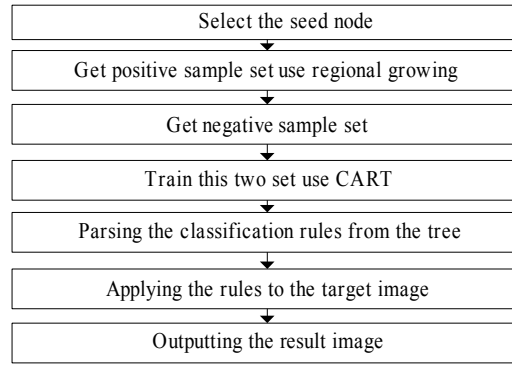 Select the seed node
Get positive sample set use regional growing
Get negative sample set
Train this two set use CART
Parsing the classification rules from the tree
Applying the rules to the target image
Outputting the result image